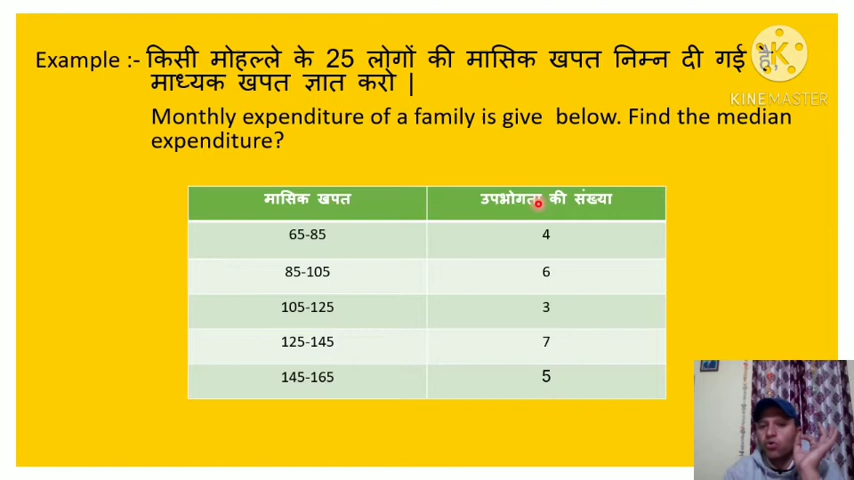 Example :- किसी मोहल्ले के 25 लोगों की मासिक खपत निम्न दी गई है,
माध्यक खपत ज्ञात करो |
Monthly expenditure of a family is give below. Find the median
expenditure?
KINEMASTER
मासिक खपत उपभोगता की संख्या
65-85 4
85-105 6
105-125 3
125-145 7
145-165 5